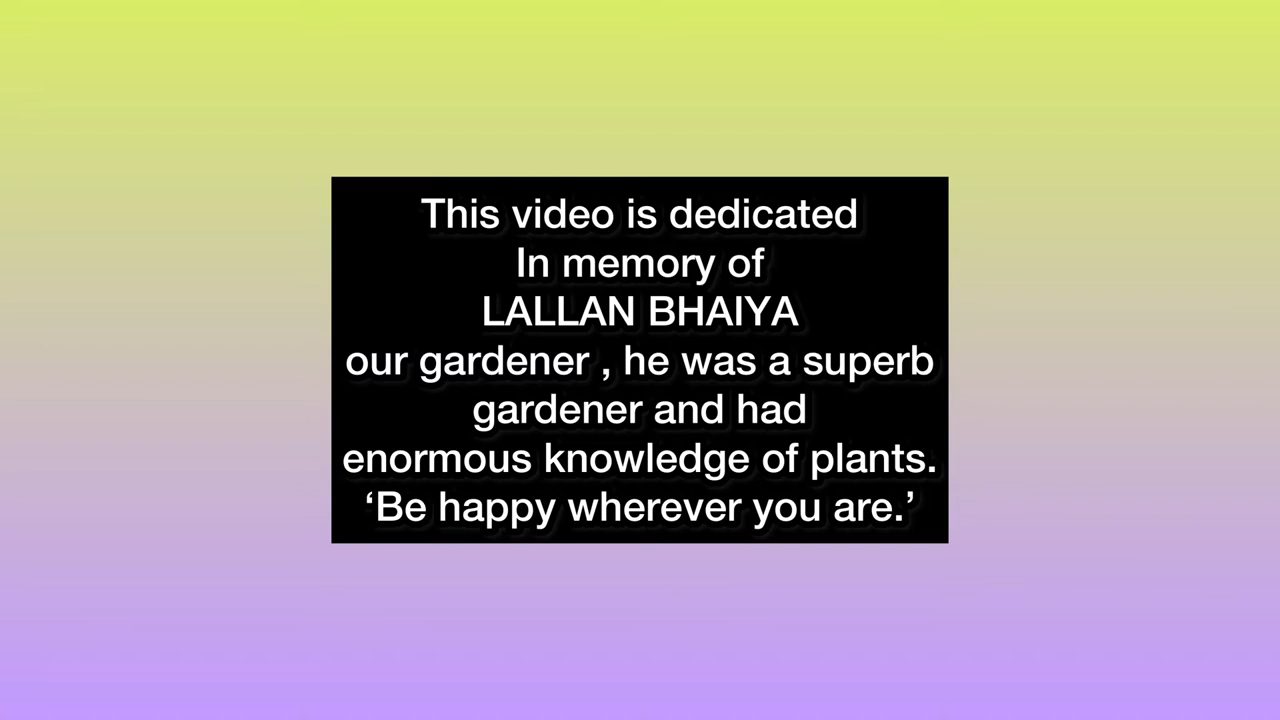 This video is dedicated
In memory of
LALLAN BHAIYA
our gardener , he was a superb
gardener and had
enormous knowledge of plants.
‘Be happy wherever you are.’